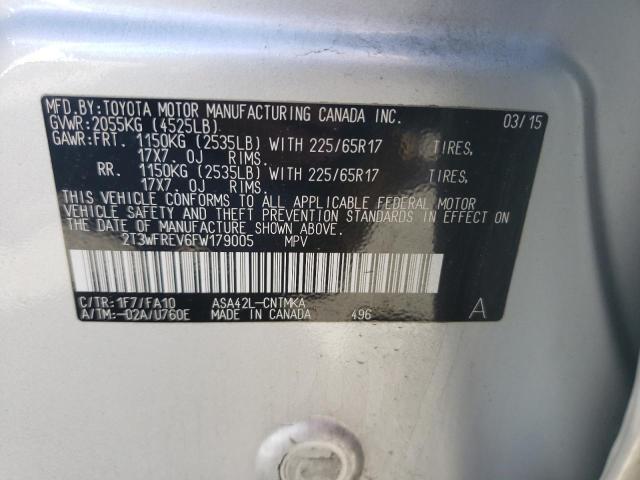 MFD.BY:TOYOTA MOTOR MANUFACTURING CANADA INC. 03/15
GVWR:2055KG (4525LB)
GAWR:FRT. 1150KG (2535LB) WITH 225/65R17 TIRES,
17X7. 0J RIMS.
RR. 1150KG (2535LB) WITH 225/65R17 TIRES,
17X7. 0J RIMS.
THIS VEHICLE CONFORMS TO ALL APPLICABLE FEDERAL MOTOR
VEHICLE SAFETY AND THEFT PREVENTION STANDARDS IN EFFECT ON
THE DATE OF MANUFACTURE SHOWN ABOVE.
2T3WFREV6FW179005 MPV
C/TR:1F7/FA10 ASA42L-CNTMKA
A/TM:-02A/U760E MADE IN CANADA 496 A